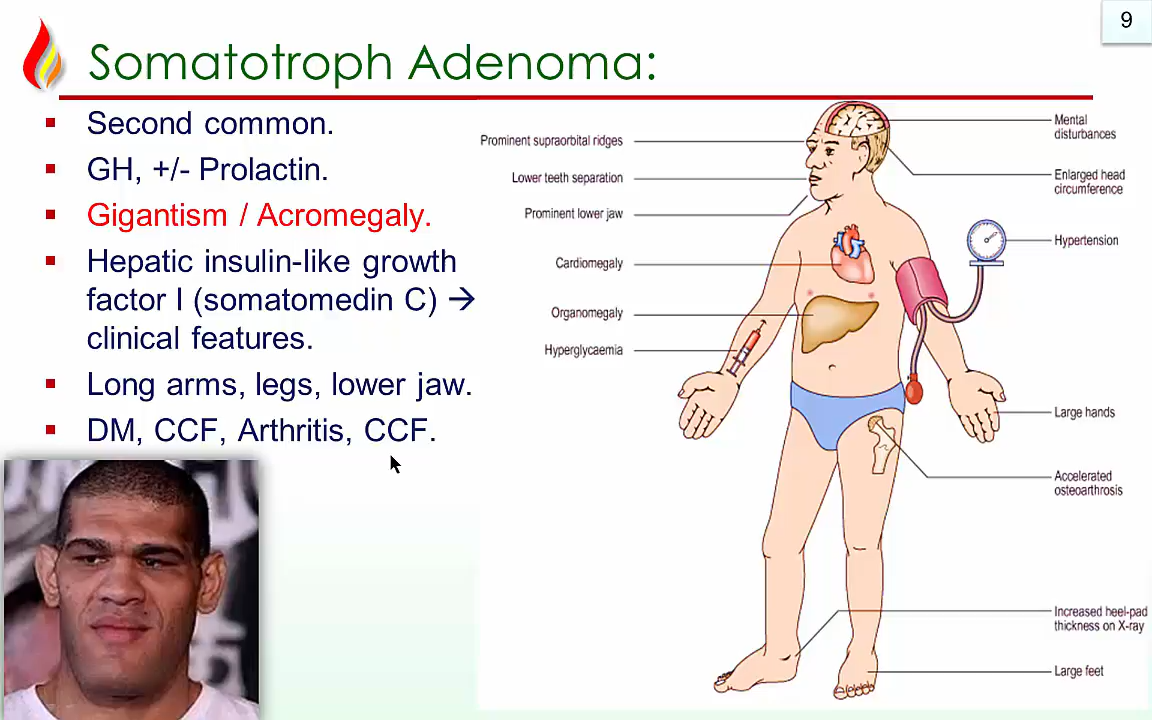 9
Somatotroph Adenoma:
▪ Second common.
▪ GH, +/- Prolactin.
▪ Gigantism / Acromegaly.
▪ Hepatic insulin-like growth
factor I (somatomedin C) →
clinical features.
▪ Long arms, legs, lower jaw.
▪ DM, CCF, Arthritis, CCF.
Prominent supraorbital ridges
Lower teeth separation
Prominent lower jaw
Cardiomegaly
Organomegaly
Hyperglycaemia
Mental
disturbances
Enlarged head
circumference
Hypertension
Large hands
Accelerated
osteoarthrosis
Increased heel-pad
thickness on X-ray
Large feet